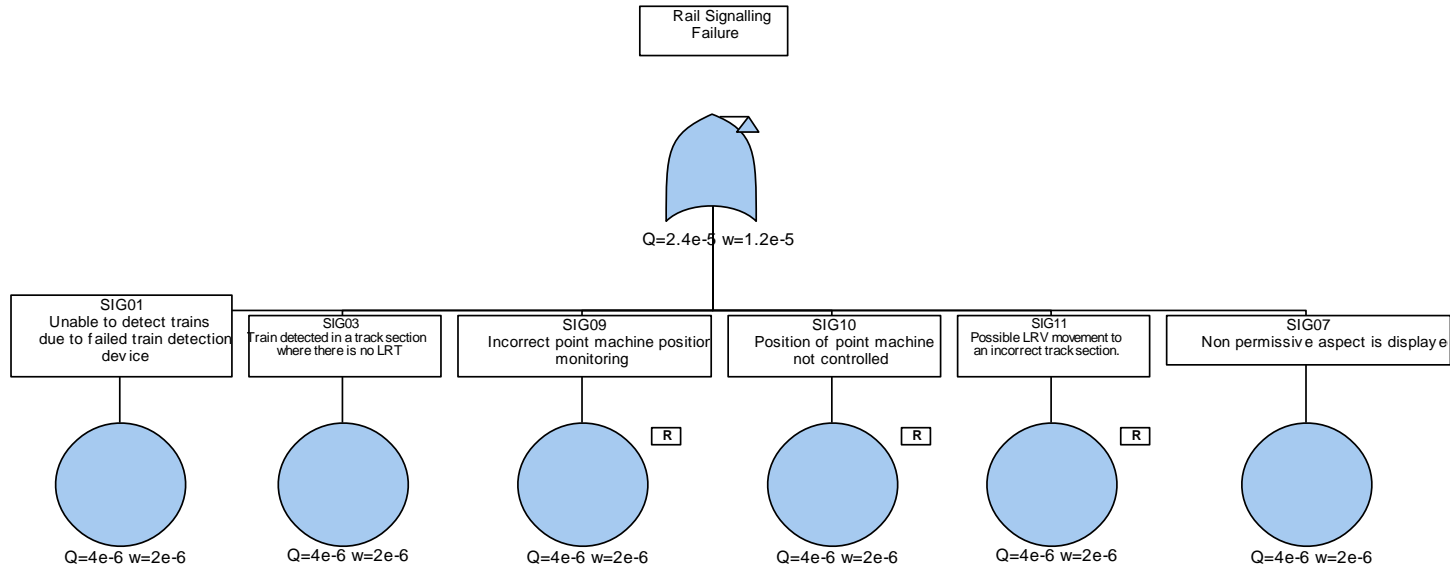 Rail Signalling
Failure
Q=2.4e-5 w=1.2e-5
SIG01
Unable to detect trains
due to failed train detection
device
SIG03
Train detected in a track section
where there is no LRT
SIG09
Incorrect point machine position
monitoring
SIG10
Position of point machine
not controlled
SIG11
Possible LRV movement to
an incorrect track section.
SIG07
Non permissive aspect is displaye
R
R
R
Q=4e-6 w=2e-6
Q=4e-6 w=2e-6
Q=4e-6 w=2e-6
Q=4e-6 w=2e-6
Q=4e-6 w=2e-6
Q=4e-6 w=2e-6